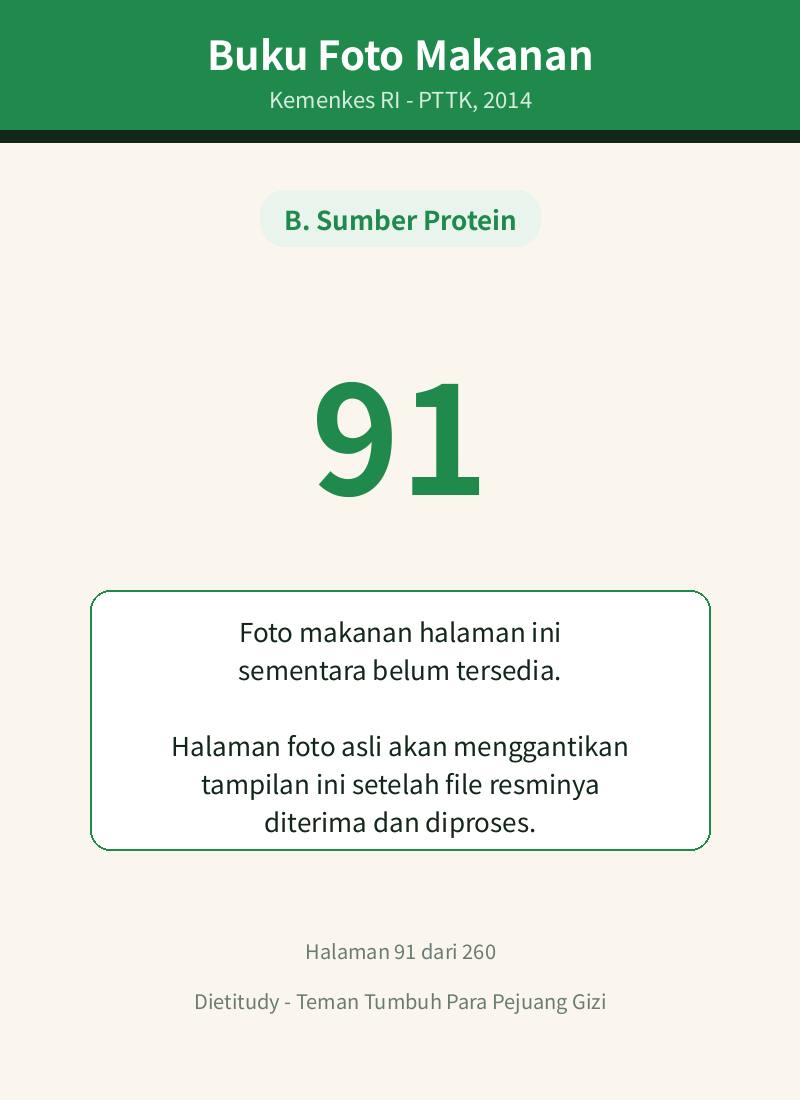 Buku Foto Makanan
Kemenkes RI - PTTK, 2014
B. Sumber Protein
91
Foto makanan halaman ini
sementara belum tersedia.
Halaman foto asli akan menggantikan
tampilan ini setelah file resminya
diterima dan diproses.
Halaman 91 dari 260
Dietitudy - Teman Tumbuh Para Pejuang Gizi